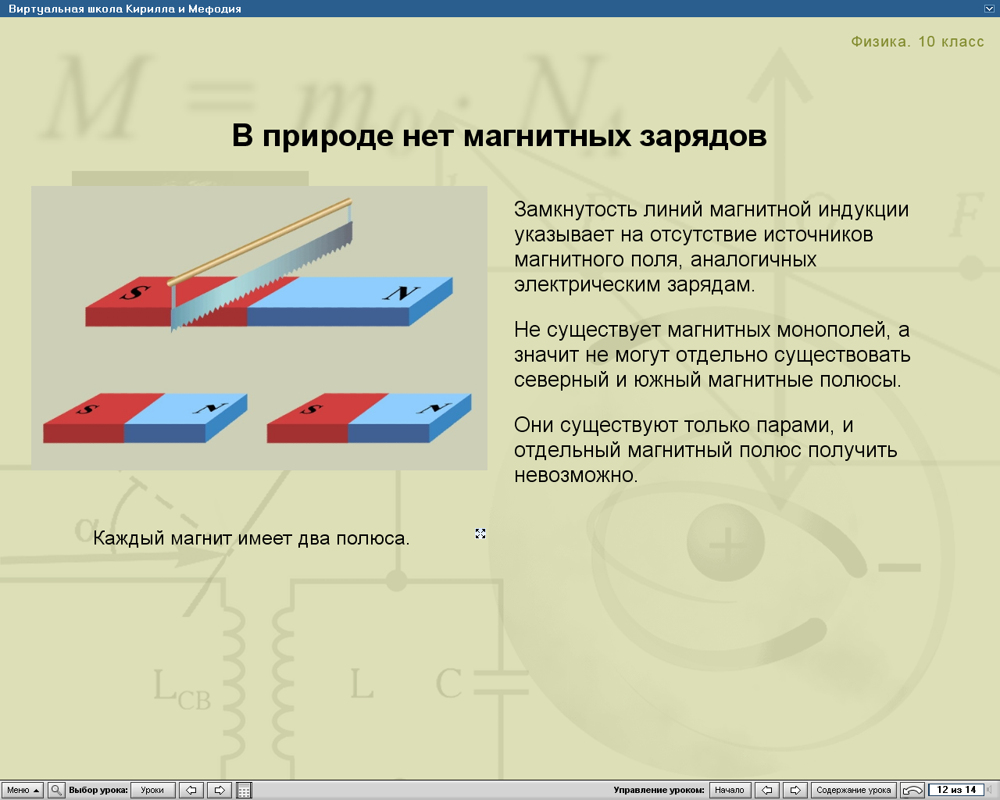 Виртуальная школа Кирилла и Мефодия
Физика. 10 класс
M = m₀ · N_A
В природе нет магнитных зарядов
S
N
S
N
S
N
Замкнутость линий магнитной индукции
указывает на отсутствие источников
магнитного поля, аналогичных
электрическим зарядам.
Не существует магнитных монополей, а
значит не могут отдельно существовать
северный и южный магнитные полюсы.
Они существуют только парами, и
отдельный магнитный полюс получить
невозможно.
F
O
F
α
Каждый магнит имеет два полюса.
+
−
LСВ
L
C
Меню
Выбор урока:
Уроки
Управление уроком:
Начало
Содержание урока
12 из 14